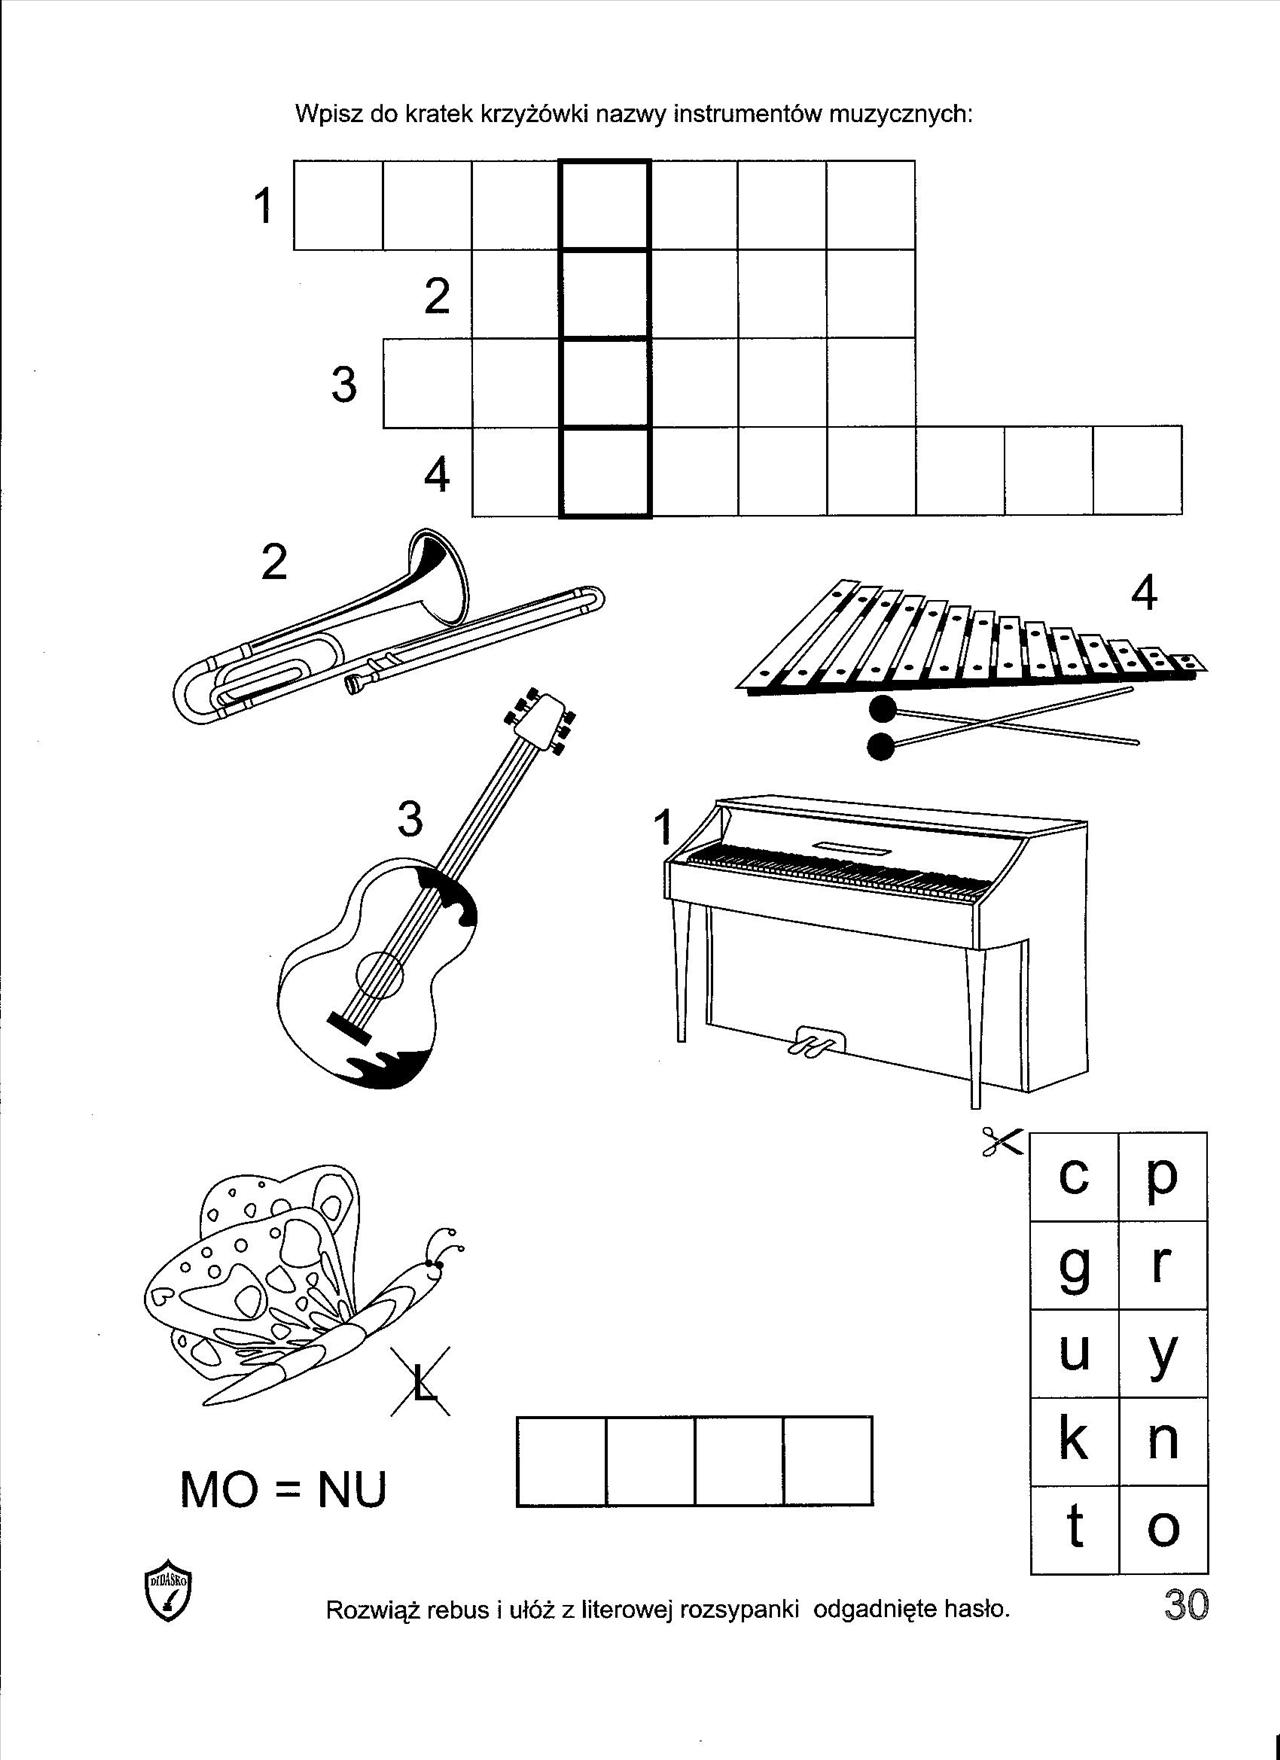 Wpisz do kratek krzyżówki nazwy instrumentów muzycznych:
1
2
3
4
2
4
3
1
c p
g r
u y
k n
t o
Ł
MO = NU
DIDASKO
Rozwiąż rebus i ułóż z literowej rozsypanki odgadnięte hasło.
30